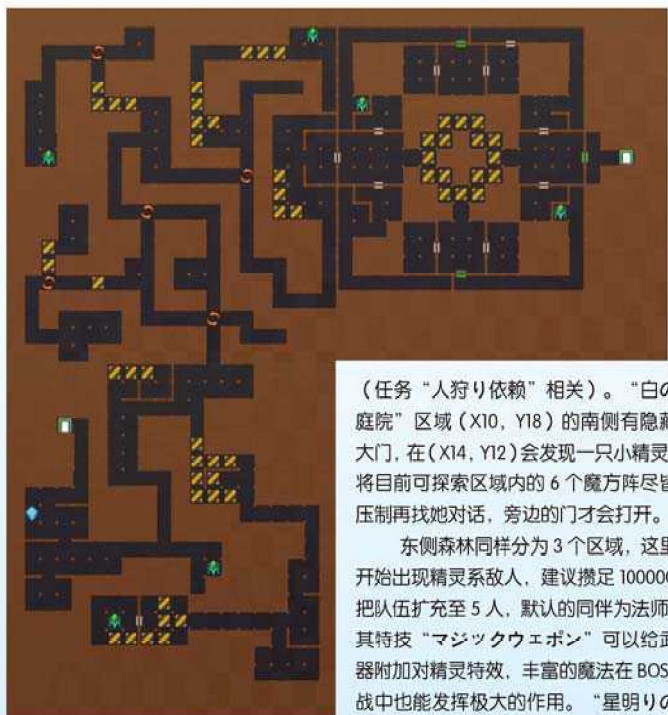 （任务“人狩り依赖”相关）。“白の
庭院”区域（X10，Y18）的南侧有隐藏
大门，在（X14，Y12）会发现一只小精灵
将目前可探索区域内的 6 个魔方阵尽皆
压制再找她对话，旁边的门才会打开。
东侧森林同样分为 3 个区域，这里
开始出现精灵系敌人，建议攒足 100000
把队伍扩充至 5 人，默认的同伴为法师
其特技“マジックウェポン”可以给武
器附加对精灵特效，丰富的魔法在 BOS
战中也能发挥极大的作用。“星明りの